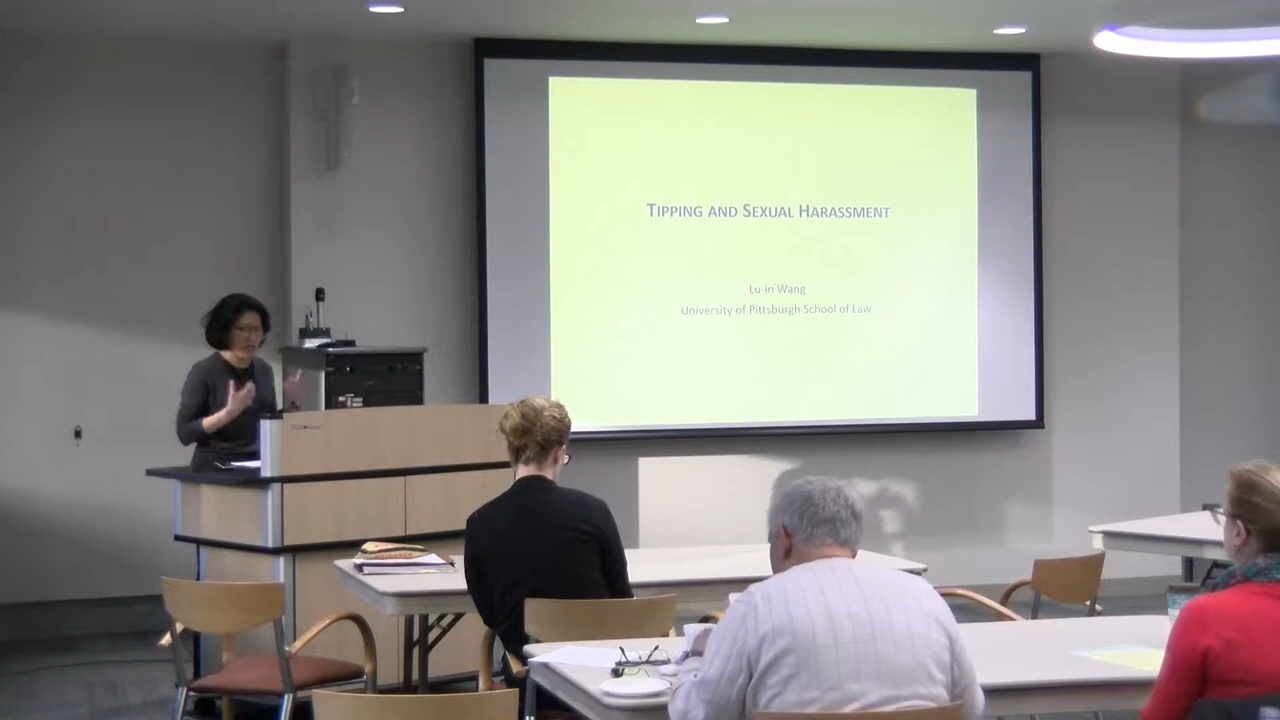 TIPPING AND SEXUAL HARASSMENT
Lu-in Wang
University of Pittsburgh School of Law